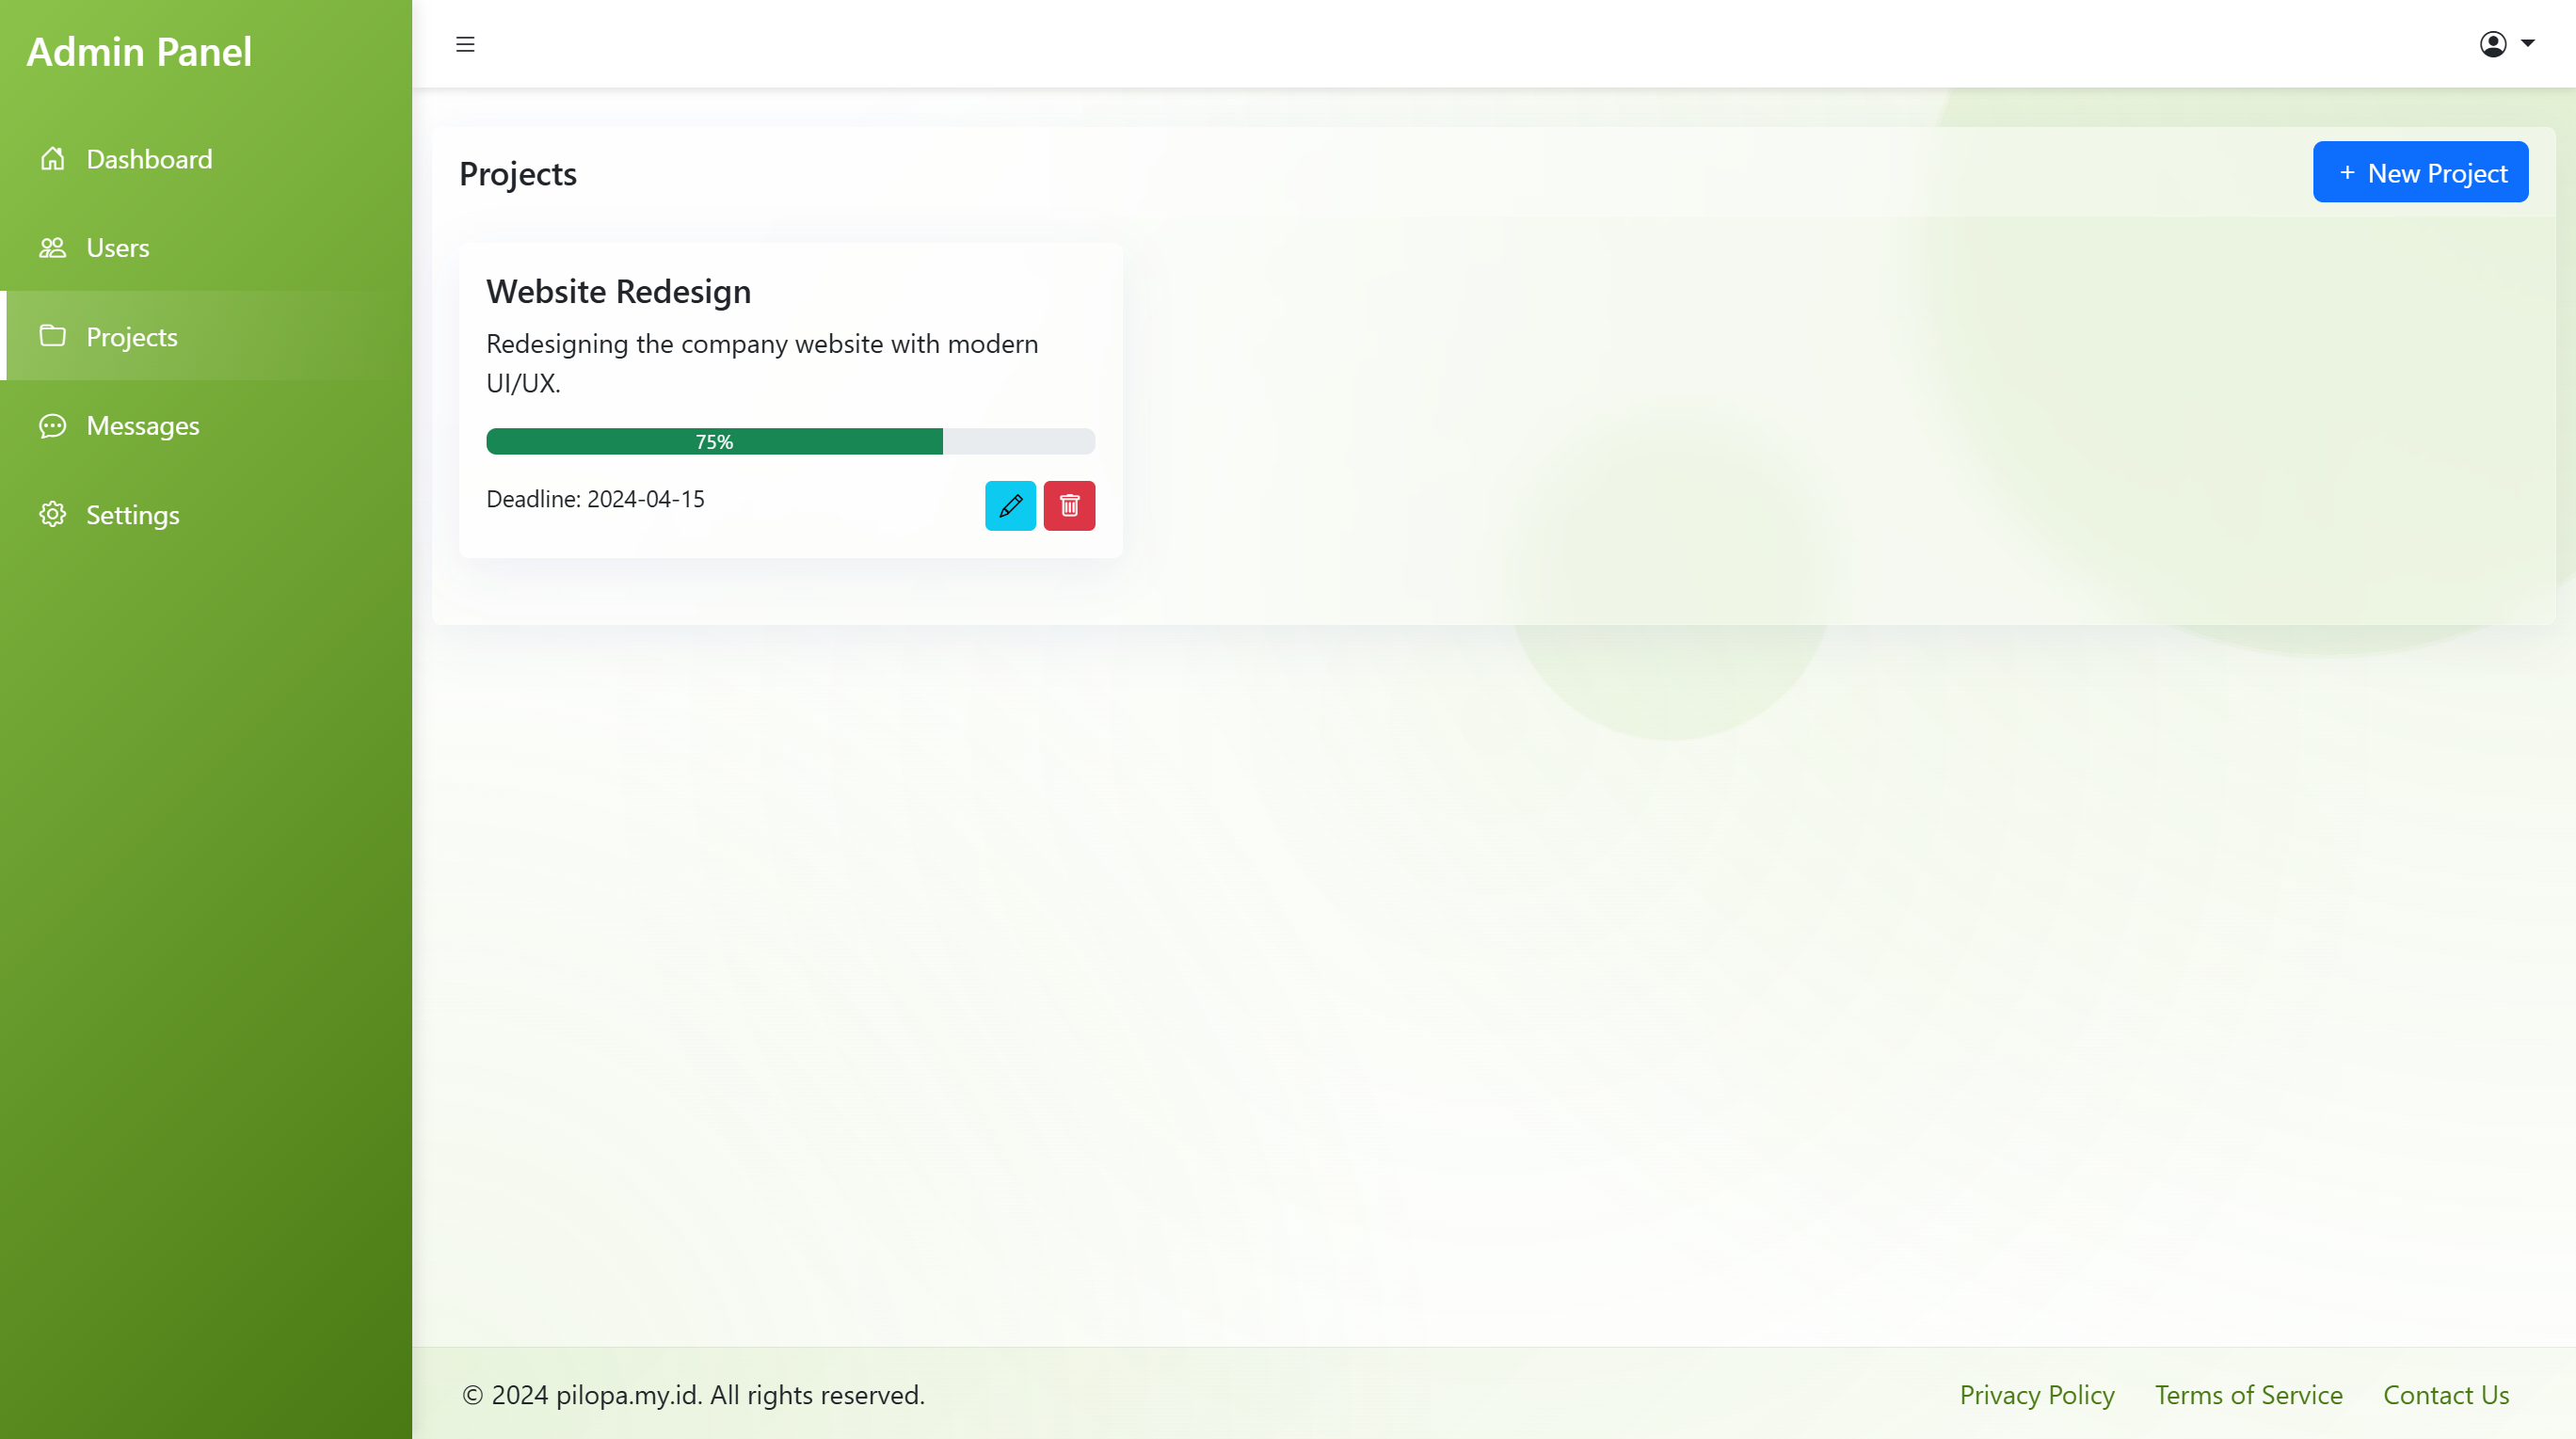 Admin Panel
Dashboard
Users
Projects
Messages
Settings
Projects
+ New Project
Website Redesign
Redesigning the company website with modern
UI/UX.
75%
Deadline: 2024-04-15
© 2024 pilopa.my.id. All rights reserved.
Privacy Policy
Terms of Service
Contact Us